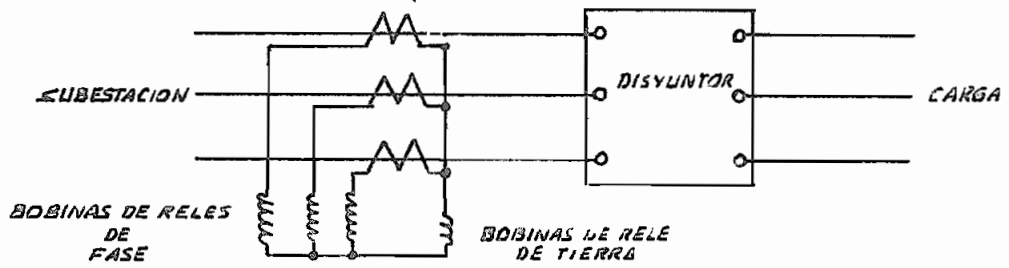 SUBESTACION
DISYUNTOR
CARGA
BOBINAS DE RELES
DE
FASE
BOBINAS DE RELE
DE TIERRA